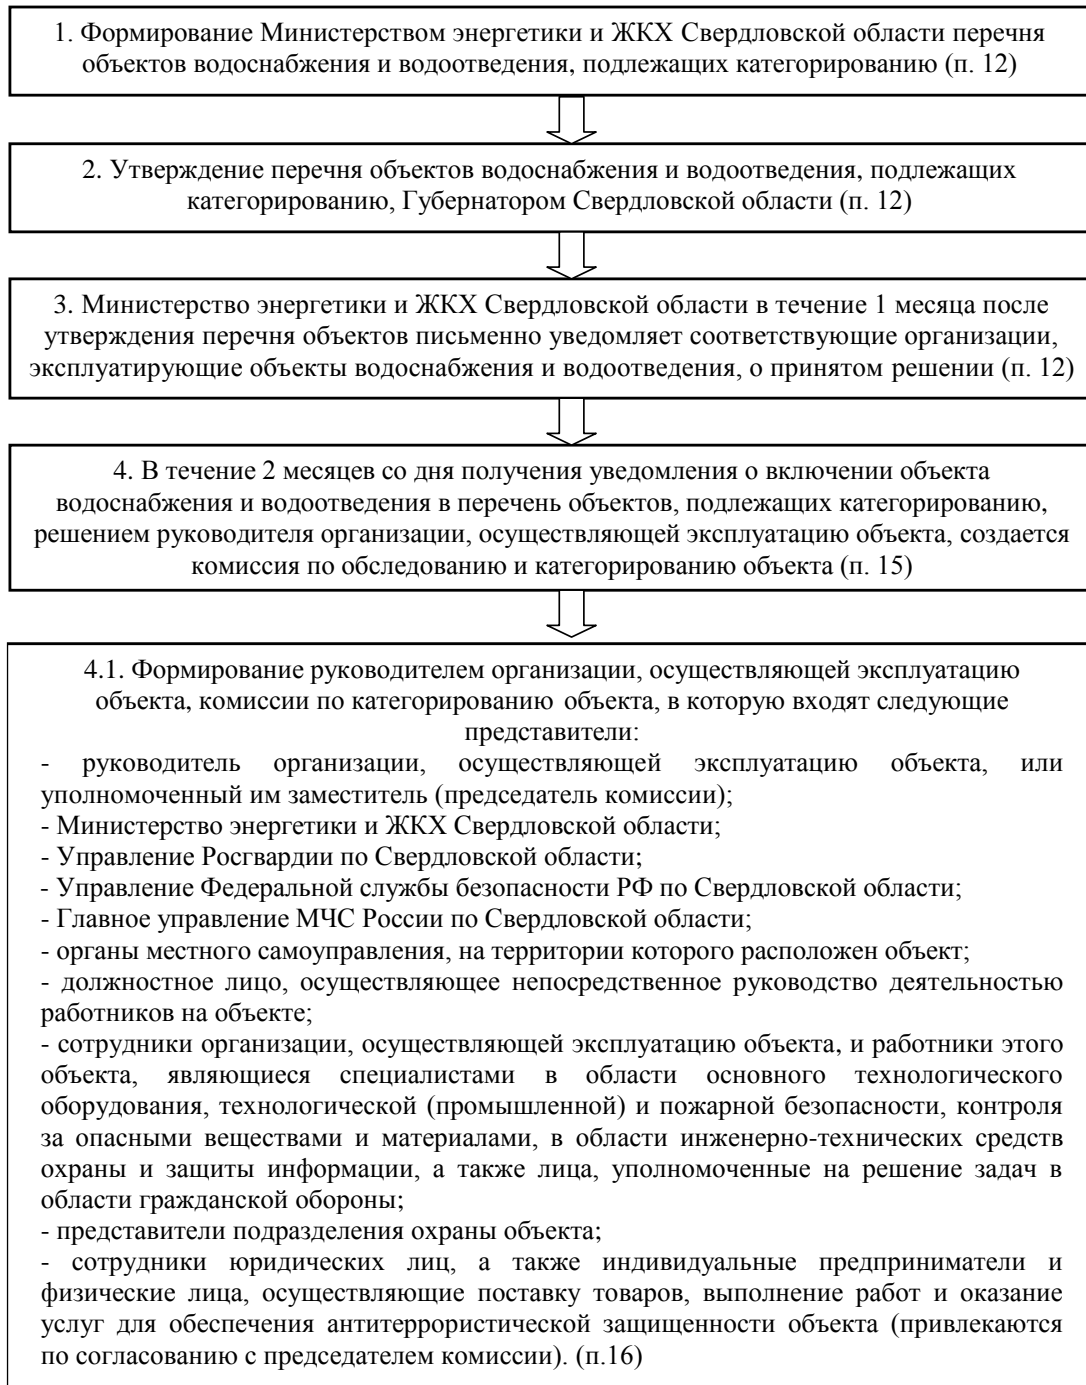 1. Формирование Министерством энергетики и ЖКХ Свердловской области перечня
объектов водоснабжения и водоотведения, подлежащих категорированию (п. 12)
2. Утверждение перечня объектов водоснабжения и водоотведения, подлежащих
категорированию, Губернатором Свердловской области (п. 12)
3. Министерство энергетики и ЖКХ Свердловской области в течение 1 месяца после
утверждения перечня объектов письменно уведомляет соответствующие организации,
эксплуатирующие объекты водоснабжения и водоотведения, о принятом решении (п. 12)
4. В течение 2 месяцев со дня получения уведомления о включении объекта
водоснабжения и водоотведения в перечень объектов, подлежащих категорированию,
решением руководителя организации, осуществляющей эксплуатацию объекта, создается
комиссия по обследованию и категорированию объекта (п. 15)
4.1. Формирование руководителем организации, осуществляющей эксплуатацию
объекта, комиссии по категорированию объекта, в которую входят следующие
представители:
- руководитель организации, осуществляющей эксплуатацию объекта, или
уполномоченный им заместитель (председатель комиссии);
- Министерство энергетики и ЖКХ Свердловской области;
- Управление Росгвардии по Свердловской области;
- Управление Федеральной службы безопасности РФ по Свердловской области;
- Главное управление МЧС России по Свердловской области;
- органы местного самоуправления, на территории которого расположен объект;
- должностное лицо, осуществляющее непосредственное руководство деятельностью
работников на объекте;
- сотрудники организации, осуществляющей эксплуатацию объекта, и работники этого
объекта, являющиеся специалистами в области основного технологического
оборудования, технологической (промышленной) и пожарной безопасности, контроля
за опасными веществами и материалами, в области инженерно-технических средств
охраны и защиты информации, а также лица, уполномоченные на решение задач в
области гражданской обороны;
- представители подразделения охраны объекта;
- сотрудники юридических лиц, а также индивидуальные предприниматели и
физические лица, осуществляющие поставку товаров, выполнение работ и оказание
услуг для обеспечения антитеррористической защищенности объекта (привлекаются
по согласованию с председателем комиссии). (п.16)